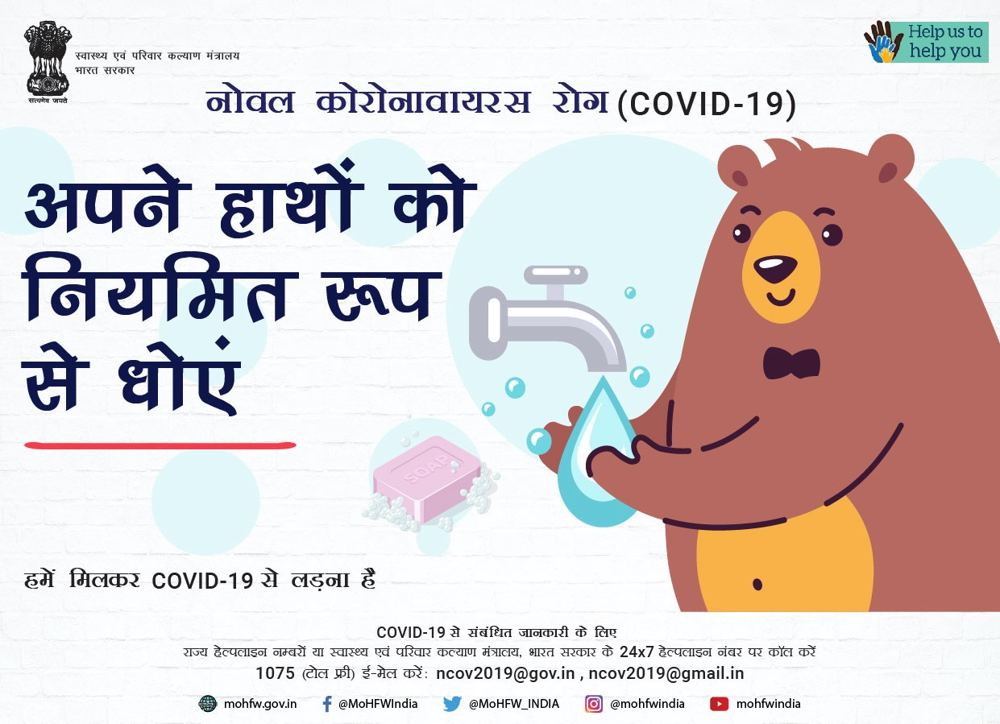 स्वास्थ्य एवं परिवार कल्याण मंत्रालय
भारत सरकार
सत्यमेव जयते
Help us to
help you
नोवल कोरोनावायरस रोग (COVID-19)
अपने हाथों को
नियमित रूप
से धोएं
SOAP
हमें मिलकर COVID-19 से लड़ना है
COVID-19 से संबंधित जानकारी के लिए
राज्य हेल्पलाइन नम्बरों या स्वास्थ्य एवं परिवार कल्याण मंत्रालय, भारत सरकार के 24x7 हेल्पलाइन नंबर पर कॉल करें
1075 (टोल फ्री) ई-मेल करें: ncov2019@gov.in , ncov2019@gmail.in
mohfw.gov.in @MoHFWIndia @MoHFW_INDIA @mohfwindia mohfwindia